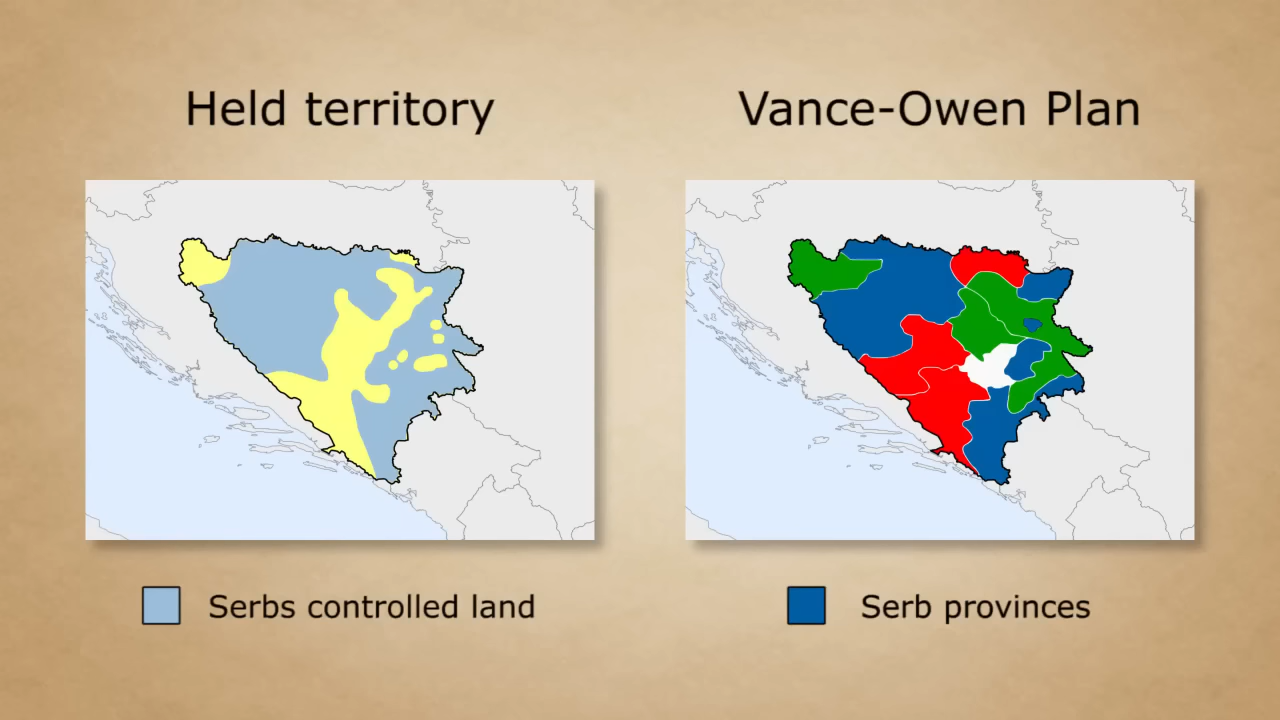 Held territory
Vance-Owen Plan
Serbs controlled land
Serb provinces